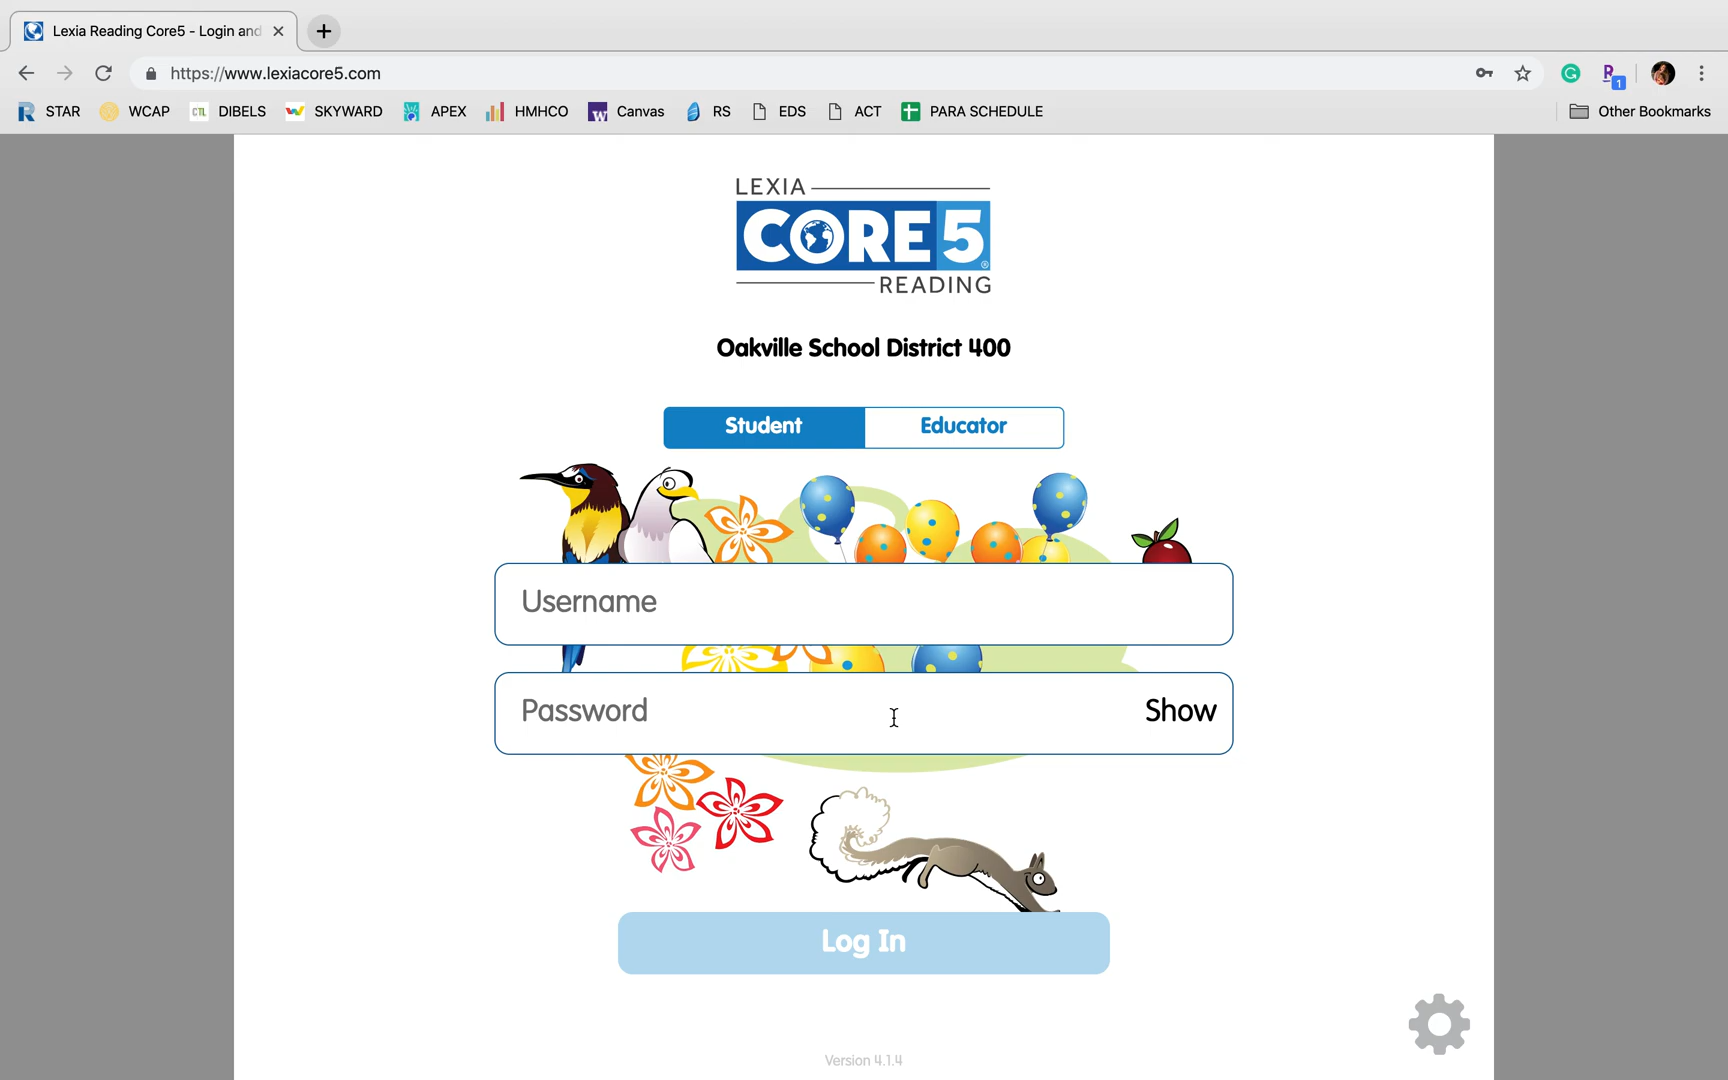 Lexia Reading Core5 - Login and
https://www.lexiacore5.com
1
STAR WCAP CTL DIBELS SKYWARD APEX HMHCO W Canvas RS EDS ACT PARA SCHEDULE Other Bookmarks
LEXIA
CORE5®
READING
Oakville School District 400
Student Educator
Username
Password Show
Log In
Version 4.1.4